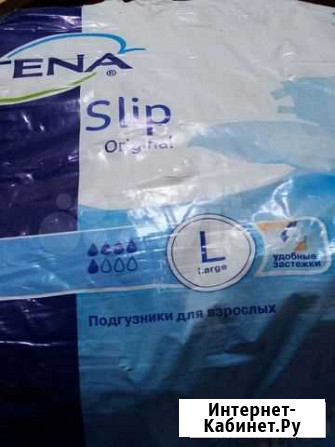 TENA®
Slip
Original
L
Large
удобные
застежки
Подгузники для взрослых
Интернет-
Кабинет.Ру